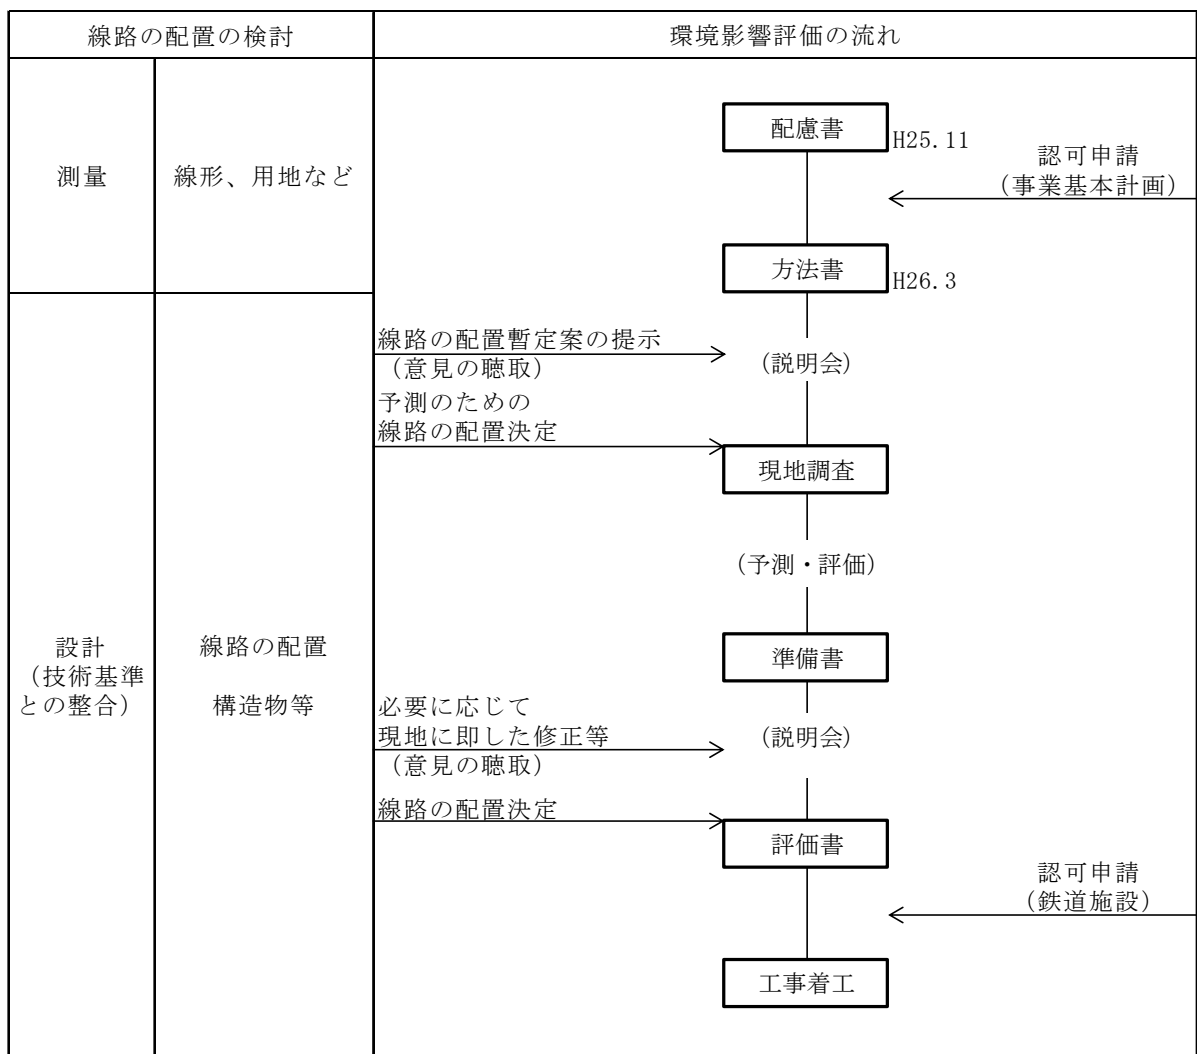 線路の配置の検討
環境影響評価の流れ
測量
線形、用地など
配慮書
H25.11
認可申請
（事業基本計画）
方法書
H26.3
線路の配置暫定案の提示
（意見の聴取）
（説明会）
予測のための
線路の配置決定
現地調査
（予測・評価）
設計
（技術基準
との整合）
線路の配置
構造物等
準備書
必要に応じて
現地に即した修正等
（意見の聴取）
（説明会）
線路の配置決定
評価書
認可申請
（鉄道施設）
工事着工